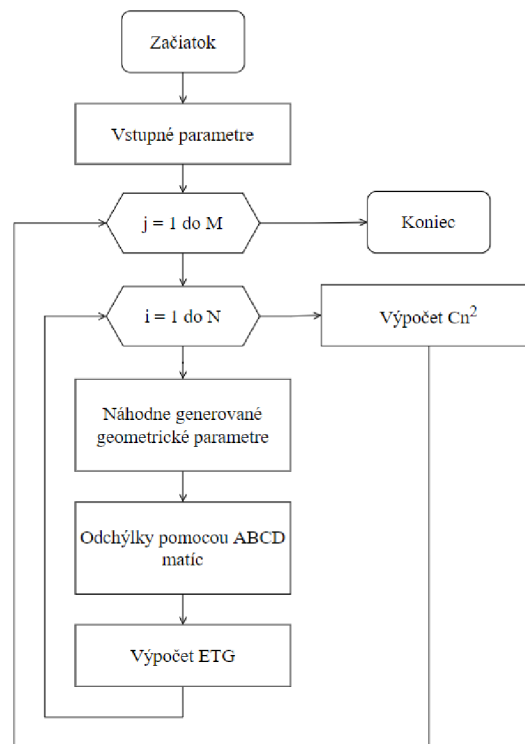 Začiatok
Vstupné parametre
j = 1 do M
Koniec
i = 1 do N
Výpočet Cn²
Náhodne generované
geometrické parametre
Odchýlky pomocou ABCD
matíc
Výpočet ETG